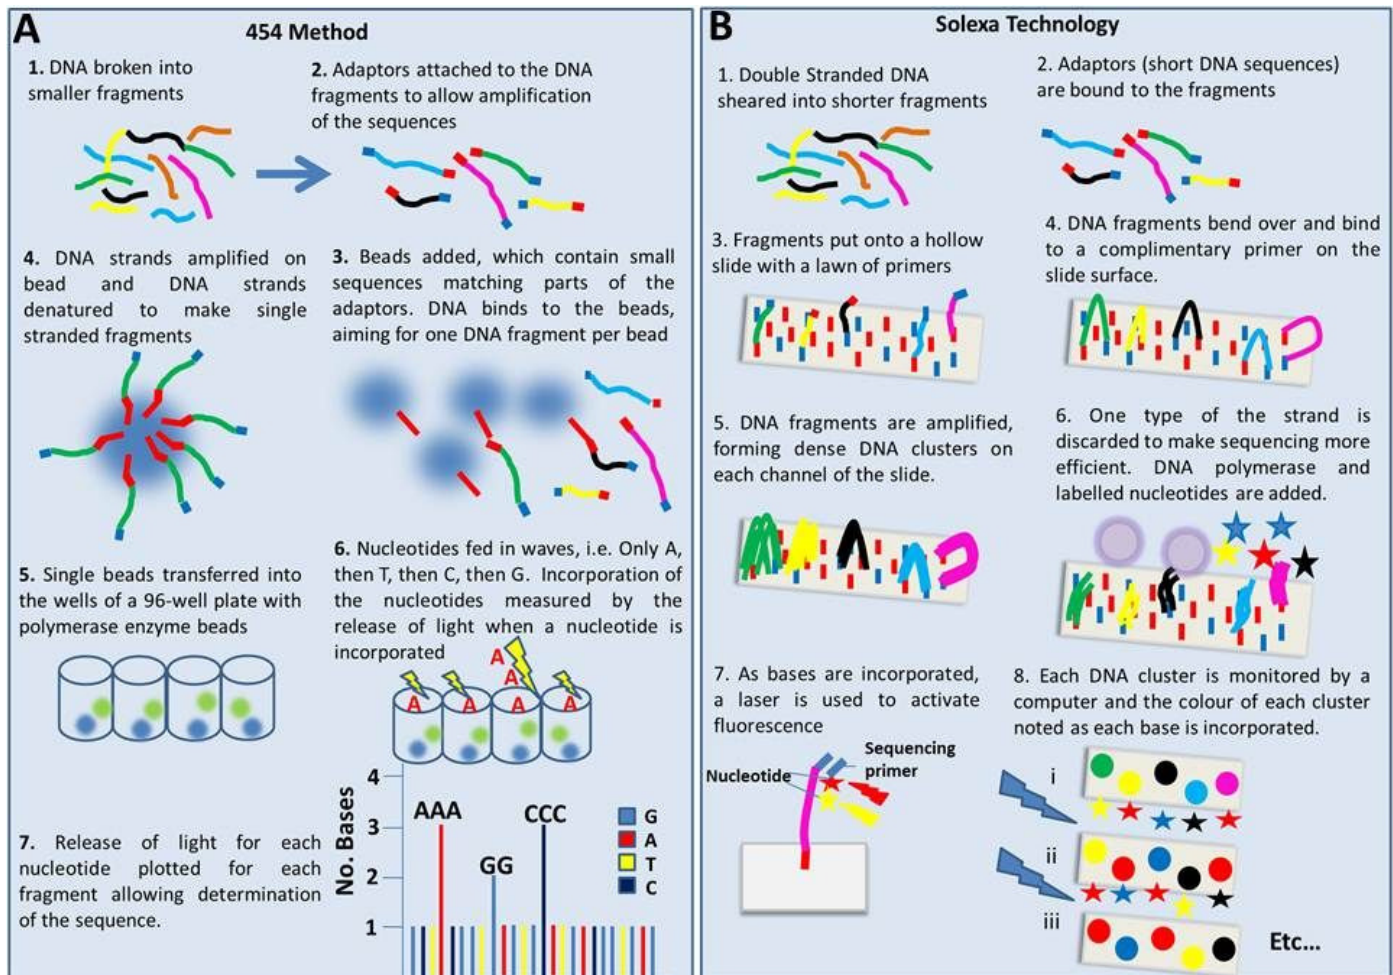 A
454 Method
1. DNA broken into
smaller fragments
2. Adaptors attached to the DNA
fragments to allow amplification
of the sequences
4. DNA strands amplified on
bead and DNA strands
denatured to make single
stranded fragments
3. Beads added, which contain small
sequences matching parts of the
adaptors. DNA binds to the beads,
aiming for one DNA fragment per bead
5. Single beads transferred into
the wells of a 96-well plate with
polymerase enzyme beads
6. Nucleotides fed in waves, i.e. Only A,
then T, then C, then G. Incorporation of
the nucleotides measured by the
release of light when a nucleotide is
incorporated
A
A
A A A A
7. Release of light for each
nucleotide plotted for each
fragment allowing determination
of the sequence.
No. Bases
4
3
2
1
AAA
GG
CCC
G
A
T
C
B
Solexa Technology
1. Double Stranded DNA
sheared into shorter fragments
2. Adaptors (short DNA sequences)
are bound to the fragments
3. Fragments put onto a hollow
slide with a lawn of primers
4. DNA fragments bend over and bind
to a complimentary primer on the
slide surface.
5. DNA fragments are amplified,
forming dense DNA clusters on
each channel of the slide.
6. One type of the strand is
discarded to make sequencing more
efficient. DNA polymerase and
labelled nucleotides are added.
7. As bases are incorporated,
a laser is used to activate
fluorescence
Nucleotide
Sequencing
primer
8. Each DNA cluster is monitored by a
computer and the colour of each cluster
noted as each base is incorporated.
i
ii
iii
Etc...